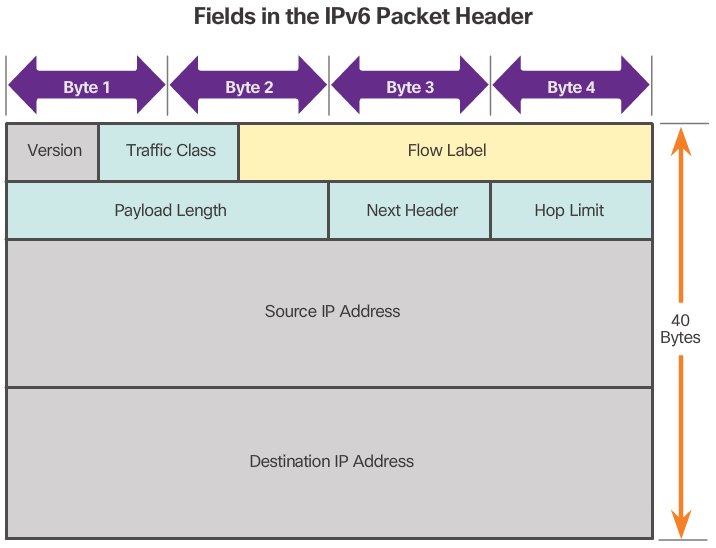 Fields in the IPv6 Packet Header
Byte 1
Byte 2
Byte 3
Byte 4
Version
Traffic Class
Flow Label
Payload Length
Next Header
Hop Limit
Source IP Address
40
Bytes
Destination IP Address